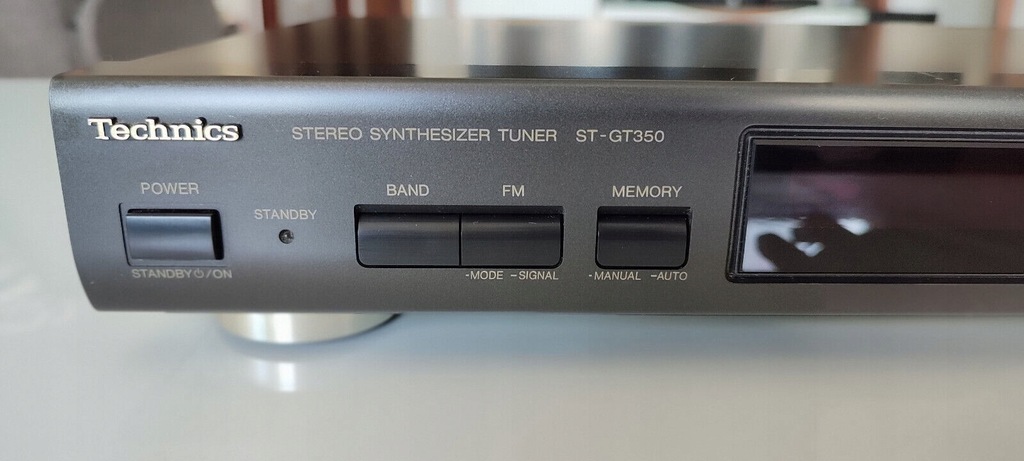 Technics
STEREO SYNTHESIZER TUNER ST-GT350
POWER
STANDBY ⏻/ON
STANDBY
BAND
FM
-MODE –SIGNAL
MEMORY
-MANUAL –AUTO